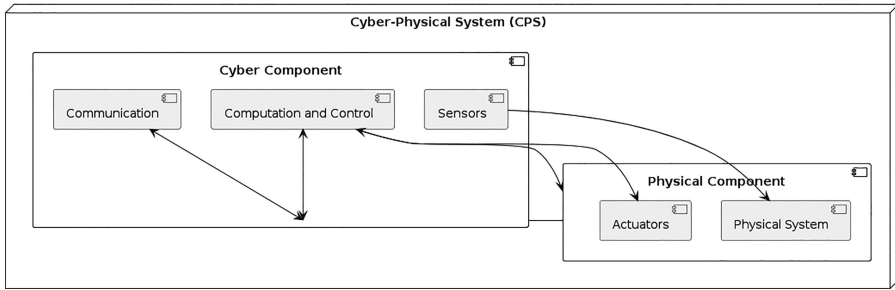 Cyber-Physical System (CPS)
Cyber Component
Communication
Computation and Control
Sensors
Physical Component
Actuators
Physical System